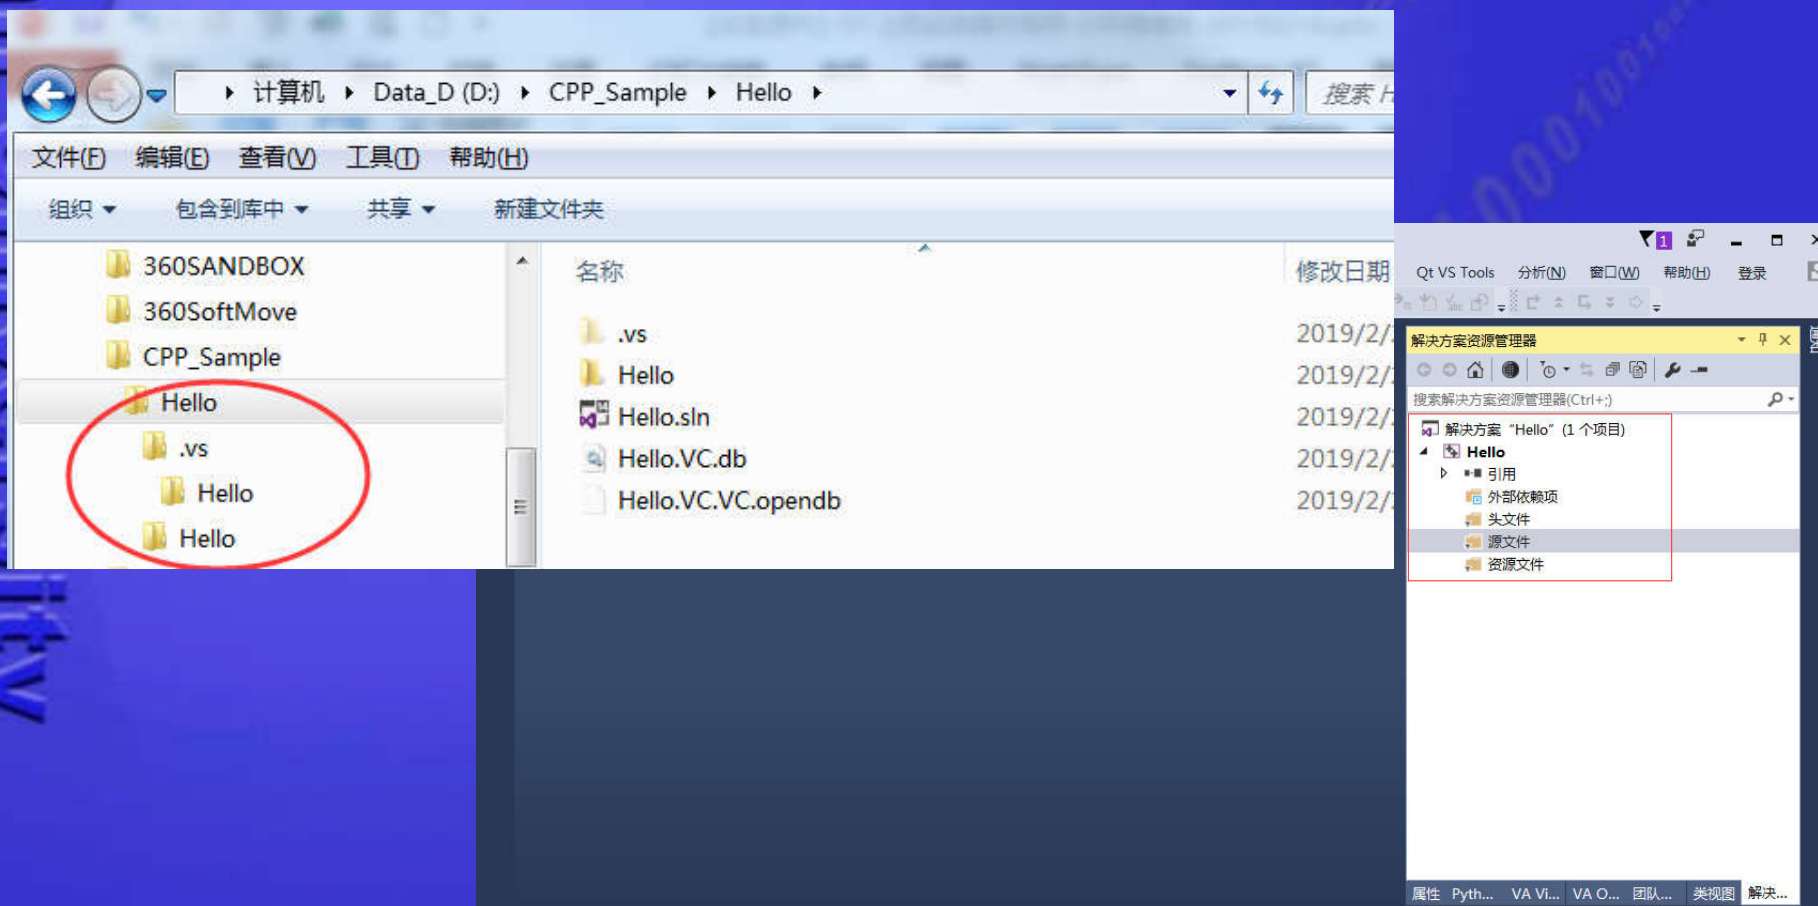 计算机 Data_D (D:) CPP_Sample Hello
搜索 H
文件(F) 编辑(E) 查看(V) 工具(T) 帮助(H)
组织 包含到库中 共享 新建文件夹
360SANDBOX
360SoftMove
CPP_Sample
Hello
.vs
Hello
Hello
名称 修改日期
.vs 2019/2/
Hello 2019/2/
Hello.sln 2019/2/
Hello.VC.db 2019/2/
Hello.VC.VC.opendb 2019/2/
1
Qt VS Tools 分析(N) 窗口(W) 帮助(H) 登录
解决方案资源管理器
搜索解决方案资源管理器(Ctrl+;)
解决方案 "Hello" (1 个项目)
Hello
引用
外部依赖项
头文件
源文件
资源文件
属性 Pyth... VA Vi... VA O... 团队... 类视图 解决...